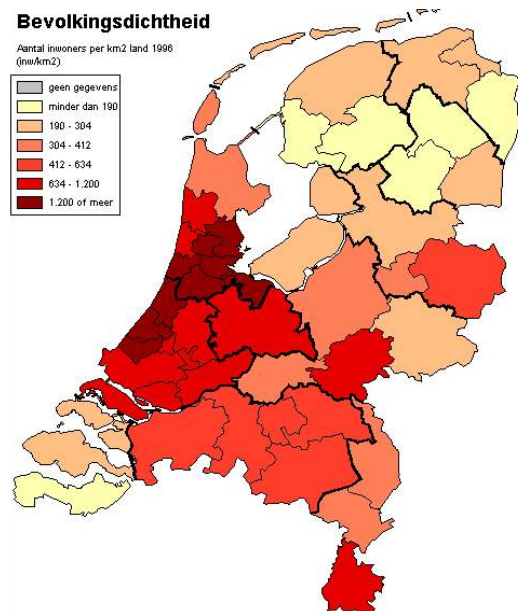 Bevolkingsdichtheid
Aantal inwoners per km2 land 1996
(inw/km2)
geen gegevens
minder dan 190
190 - 304
304 - 412
412 - 634
634 - 1.200
1.200 of meer